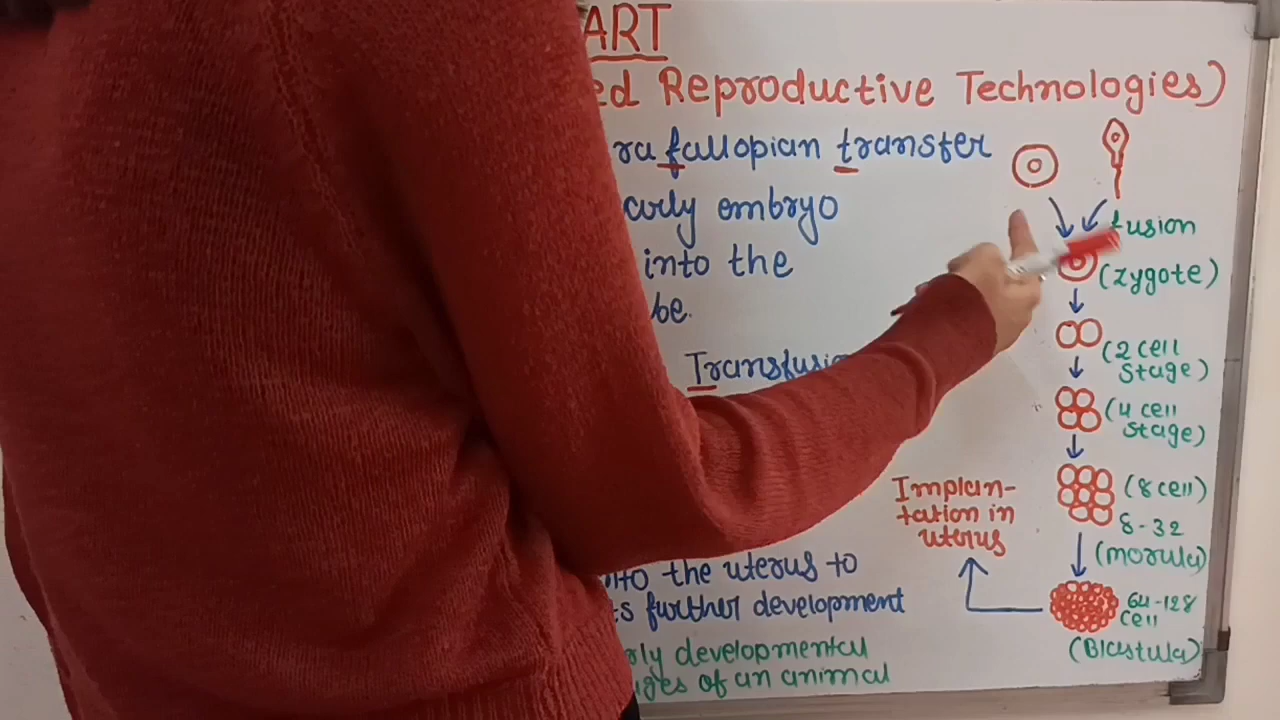 ART
ed Reproductive Technologies)
ra fallopian transfer
early embryo
into the
be.
fusion
(zygote)
(2 cell
stage)
(4 cell
stage)
(8 cell)
8-32
(morula)
64-128
cell
(Blastula)
Implan-
tation in
uterus
into the uterus to
ts further development
rly developmental
ges of an animal